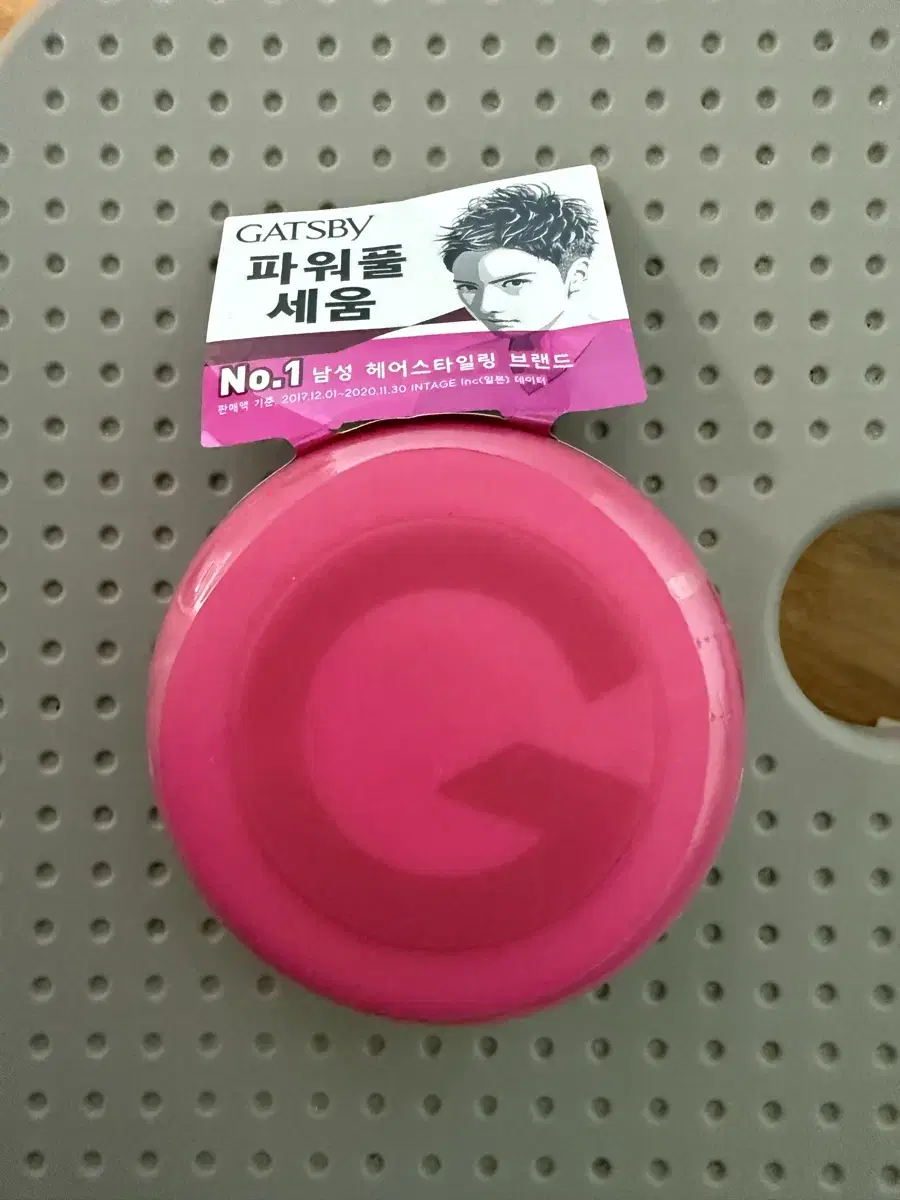 GATSBY
파워풀
세움
No.1 남성 헤어스타일링 브랜드
판매액 기준 2017.12.01~2020.11.30 INTAGE Inc(일본) 데이터
G